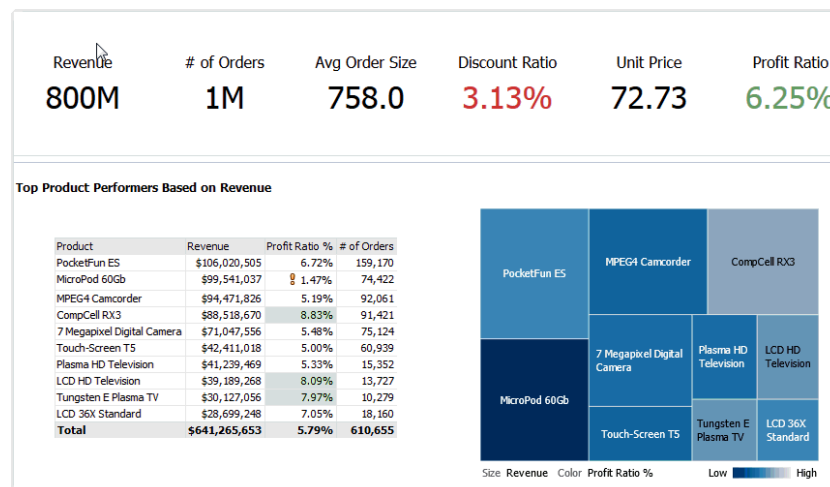 Revenue # of Orders Avg Order Size Discount Ratio Unit Price Profit Ratio
800M 1M 758.0 3.13% 72.73 6.25%
Top Product Performers Based on Revenue
Product Revenue Profit Ratio % # of Orders
PocketFun ES $106,020,505 6.72% 159,170
MicroPod 60Gb $99,541,037 1.47% 74,422
MPEG4 Camcorder $94,471,826 5.19% 92,061
CompCell RX3 $88,518,670 8.83% 91,421
7 Megapixel Digital Camera $71,047,556 5.48% 75,124
Touch-Screen T5 $42,411,018 5.00% 60,939
Plasma HD Television $41,239,469 5.33% 15,352
LCD HD Television $39,189,268 8.09% 13,727
Tungsten E Plasma TV $30,127,056 7.97% 10,279
LCD 36X Standard $28,699,248 7.05% 18,160
Total $641,265,653 5.79% 610,655
PocketFun ES
MPEG4 Camcorder
CompCell RX3
MicroPod 60Gb
7 Megapixel Digital
Camera
Plasma HD
Television
LCD HD
Television
Touch-Screen T5
Tungsten E
Plasma TV
LCD 36X
Standard
Size Revenue Color Profit Ratio % Low High